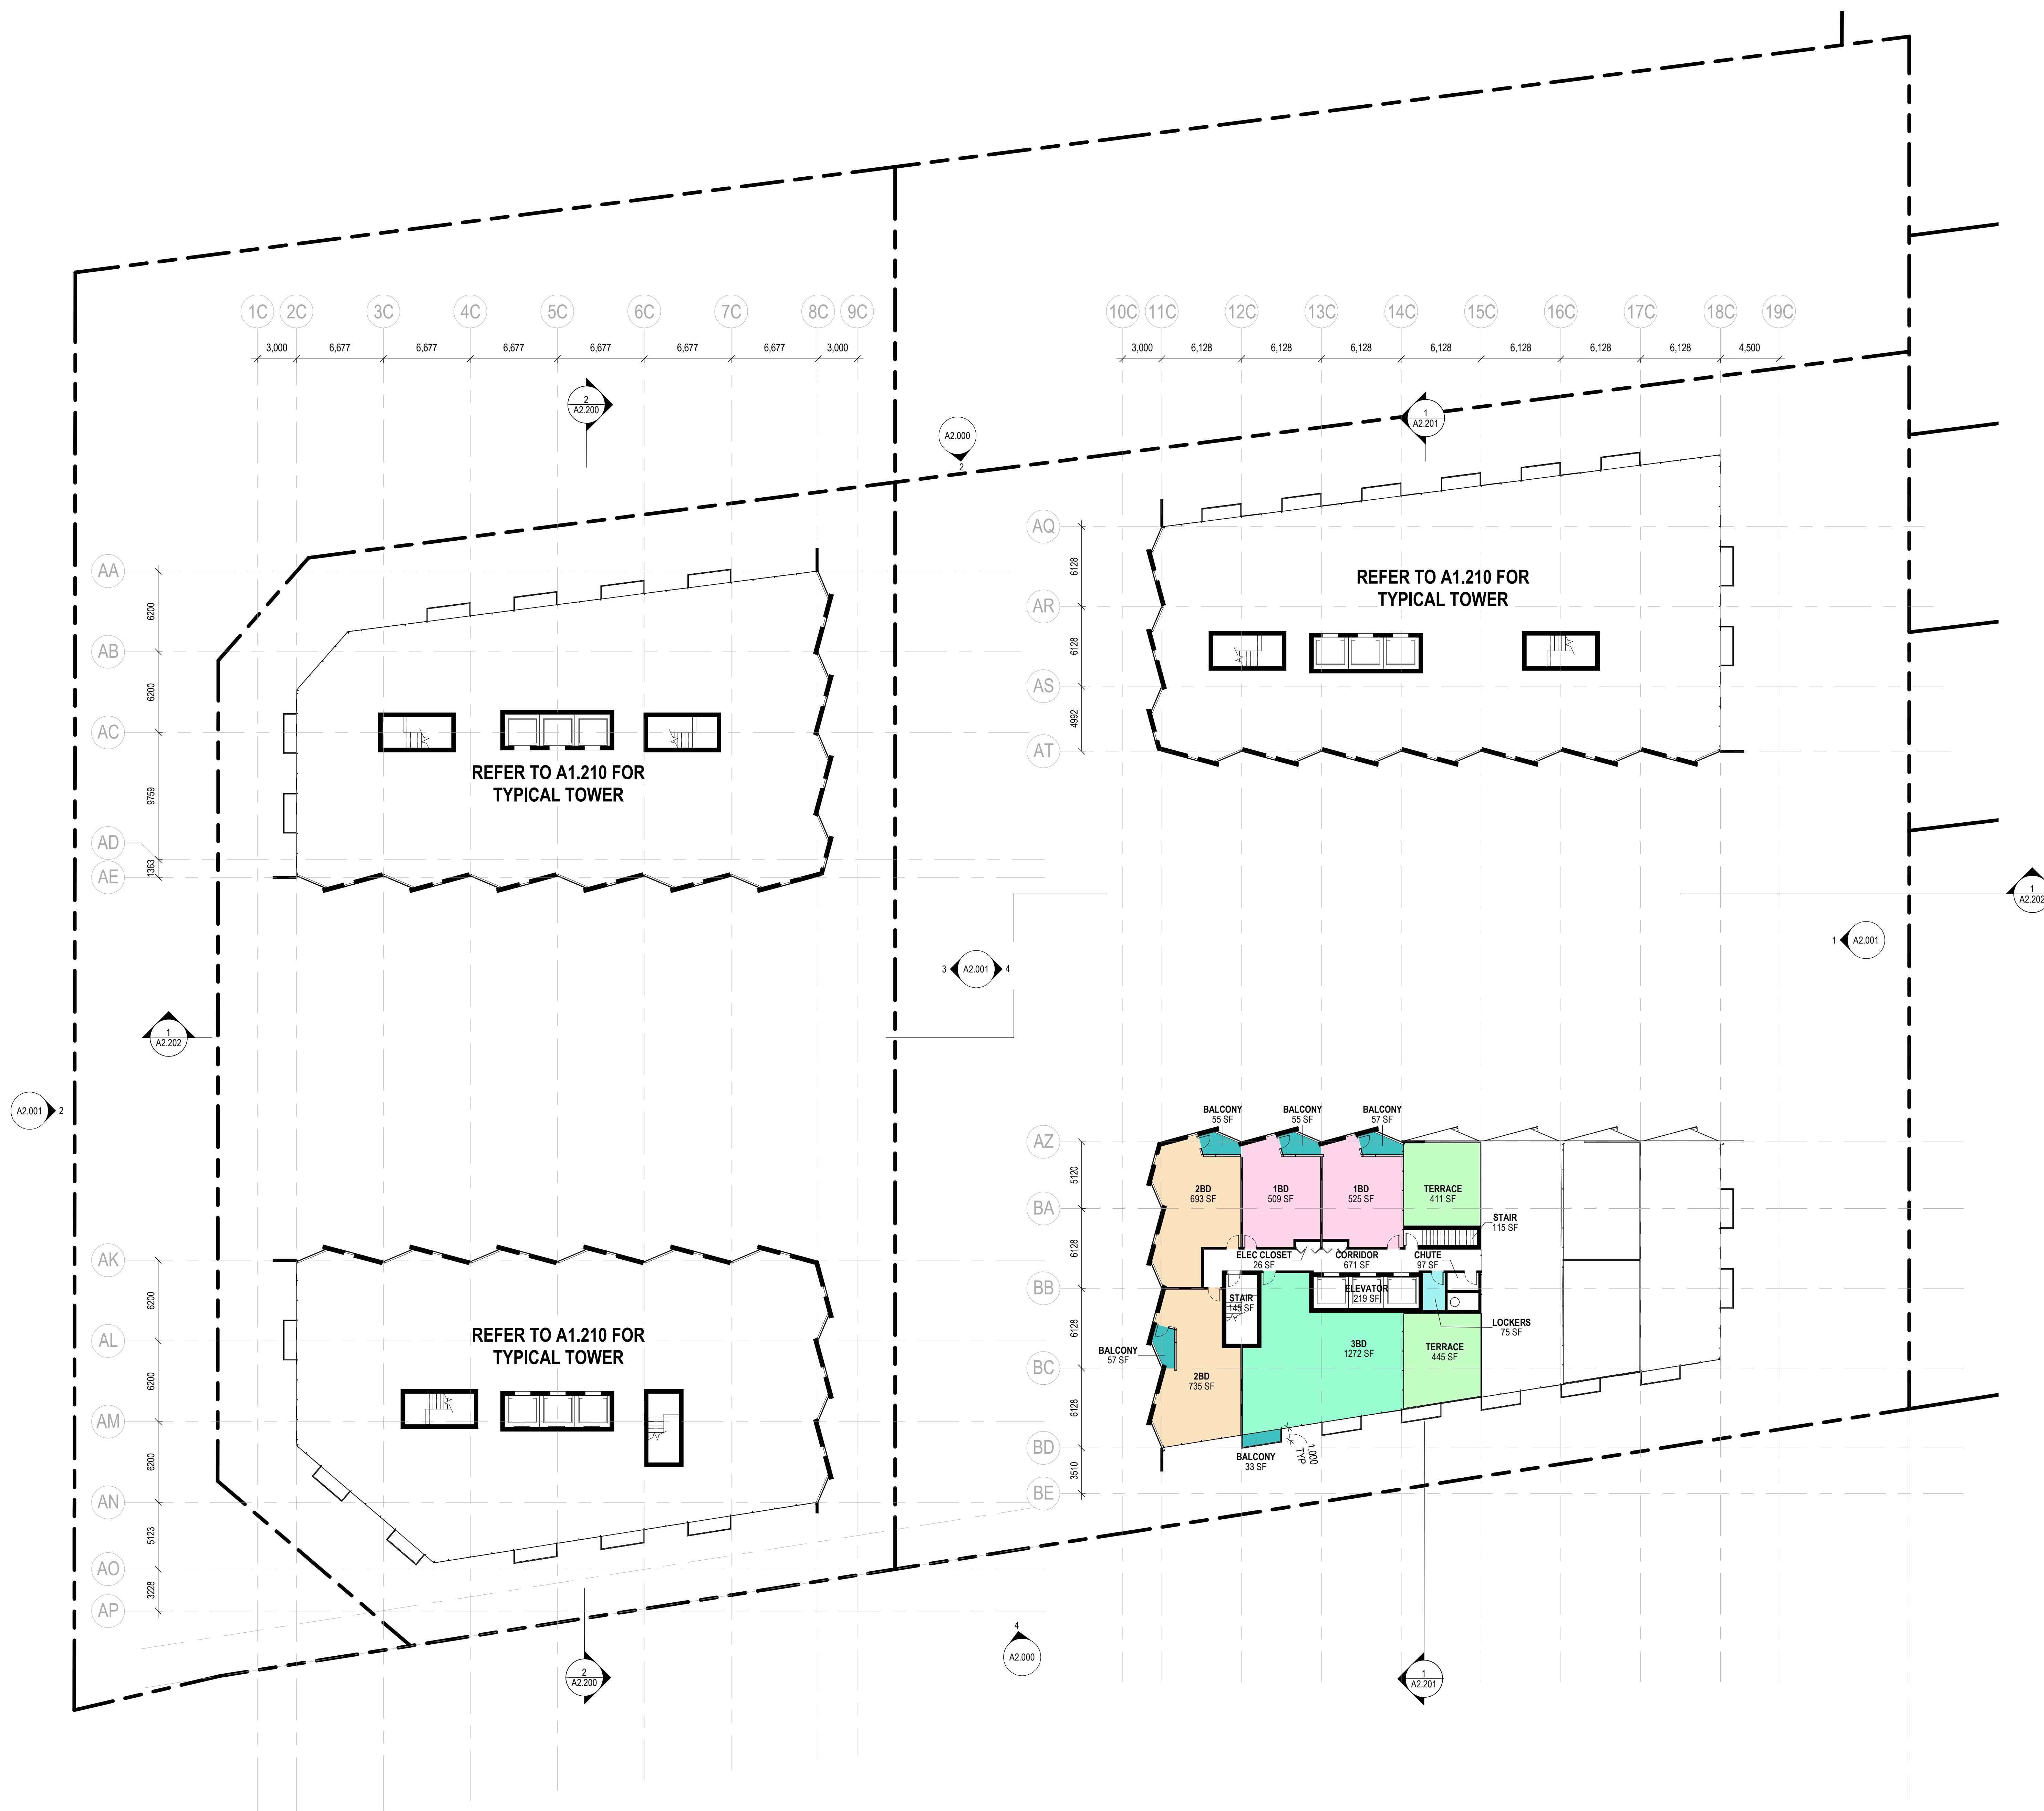 1C 2C 3C 4C 5C 6C 7C 8C 9C
10C 11C 12C 13C 14C 15C 16C 17C 18C 19C
3,000 6,677 6,677 6,677 6,677 6,677 6,677 3,000
3,000 6,128 6,128 6,128 6,128 6,128 6,128 6,128 4,500
2
A2.200
1
A2.201
A2.000
2
AA
6200
AB
6200
AC
9759
AD
1363
AE
REFER TO A1.210 FOR
TYPICAL TOWER
AQ
6128
AR
6128
AS
4992
AT
REFER TO A1.210 FOR
TYPICAL TOWER
1
A2.202
1 A2.001
3 A2.001 4
1
A2.202
A2.001 2
AK
6200
AL
6200
AM
6200
AN
5123
AO
3228
AP
REFER TO A1.210 FOR
TYPICAL TOWER
AZ
5120
BA
6128
BB
6128
BC
6128
BD
3510
BE
BALCONY
55 SF
BALCONY
55 SF
BALCONY
57 SF
2BD
693 SF
1BD
509 SF
1BD
525 SF
TERRACE
411 SF
STAIR
115 SF
ELEC CLOSET
26 SF
CORRIDOR
671 SF
CHUTE
97 SF
STAIR
145 SF
ELEVATOR
219 SF
LOCKERS
75 SF
BALCONY
57 SF
2BD
735 SF
3BD
1272 SF
TERRACE
445 SF
BALCONY
33 SF
1,000
TYP
2
A2.200
4
A2.000
1
A2.201